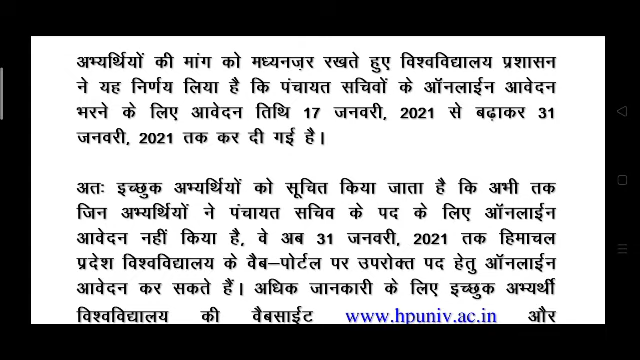 अभ्यर्थियों की मांग को मध्यनज़र रखते हुए विश्वविद्यालय प्रशासन
ने यह निर्णय लिया है कि पंचायत सचिवों के ऑनलाईन आवेदन
भरने के लिए आवेदन तिथि 17 जनवरी, 2021 से बढ़ाकर 31
जनवरी, 2021 तक कर दी गई है।
अतः इच्छुक अभ्यर्थियों को सूचित किया जाता है कि अभी तक
जिन अभ्यर्थियों ने पंचायत सचिव के पद के लिए ऑनलाईन
आवेदन नहीं किया है, वे अब 31 जनवरी, 2021 तक हिमाचल
प्रदेश विश्वविद्यालय के वैब–पोर्टल पर उपरोक्त पद हेतु ऑनलाईन
आवेदन कर सकते हैं। अधिक जानकारी के लिए इच्छुक अभ्यर्थी
विश्वविद्यालय की वैबसाईट www.hpuniv.ac.in और